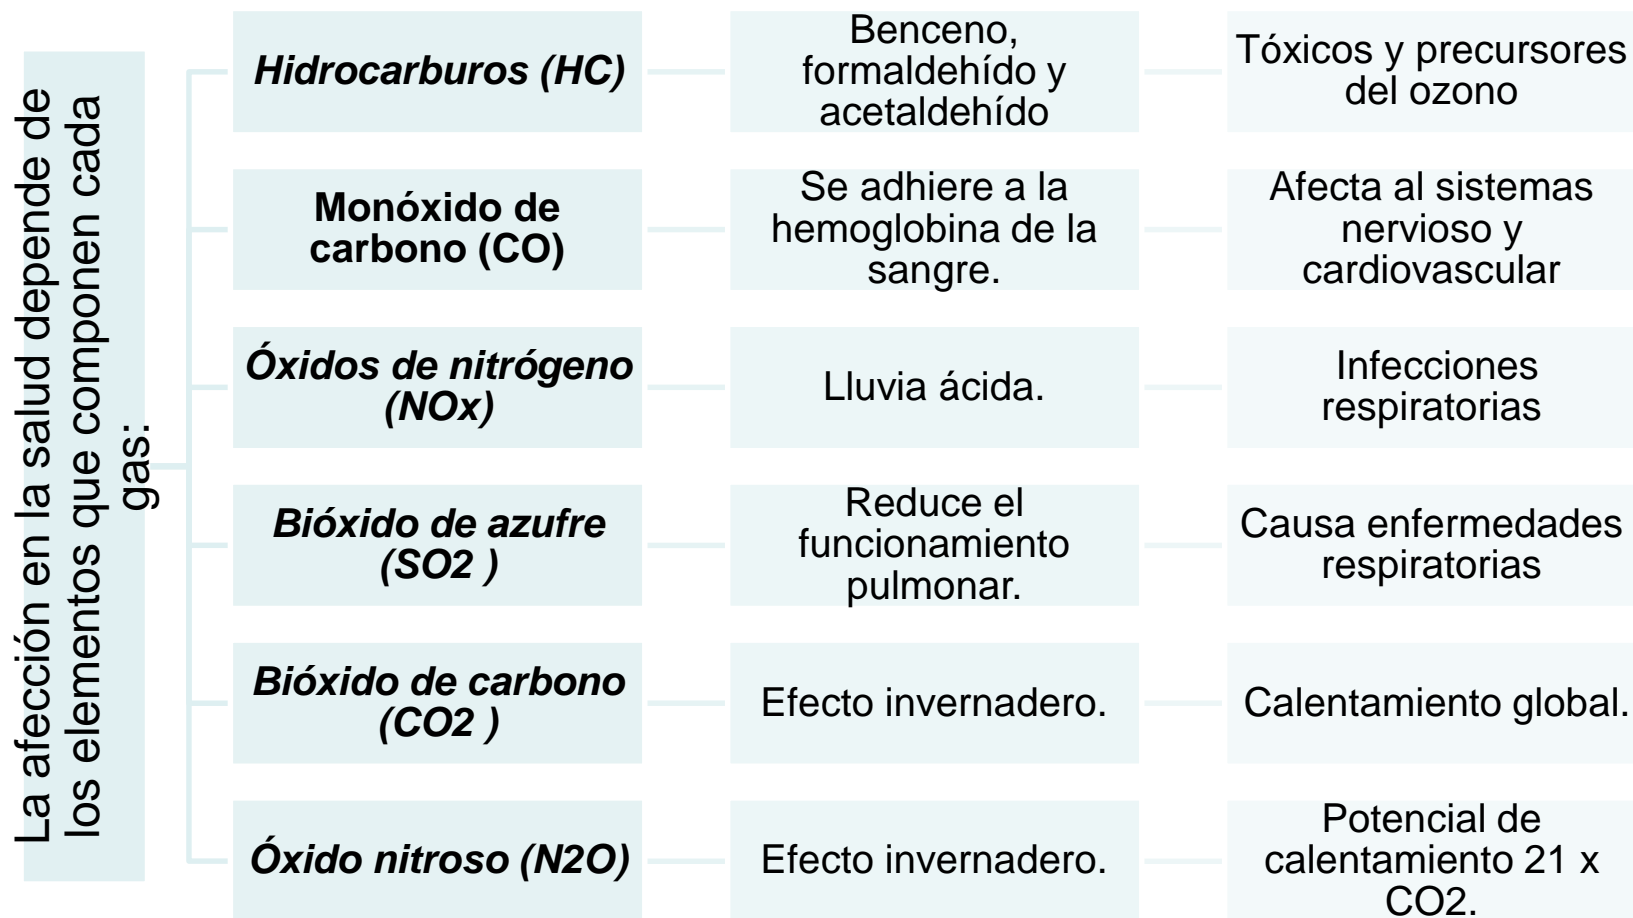 La afección en la salud depende de
los elementos que componen cada
gas:
Hidrocarburos (HC)
Benceno,
formaldehído y
acetaldehído
Tóxicos y precursores
del ozono
Monóxido de
carbono (CO)
Se adhiere a la
hemoglobina de la
sangre.
Afecta al sistemas
nervioso y
cardiovascular
Óxidos de nitrógeno
(NOx)
Lluvia ácida.
Infecciones
respiratorias
Bióxido de azufre
(SO2 )
Reduce el
funcionamiento
pulmonar.
Causa enfermedades
respiratorias
Bióxido de carbono
(CO2 )
Efecto invernadero.
Calentamiento global.
Óxido nitroso (N2O)
Efecto invernadero.
Potencial de
calentamiento 21 x
CO2.